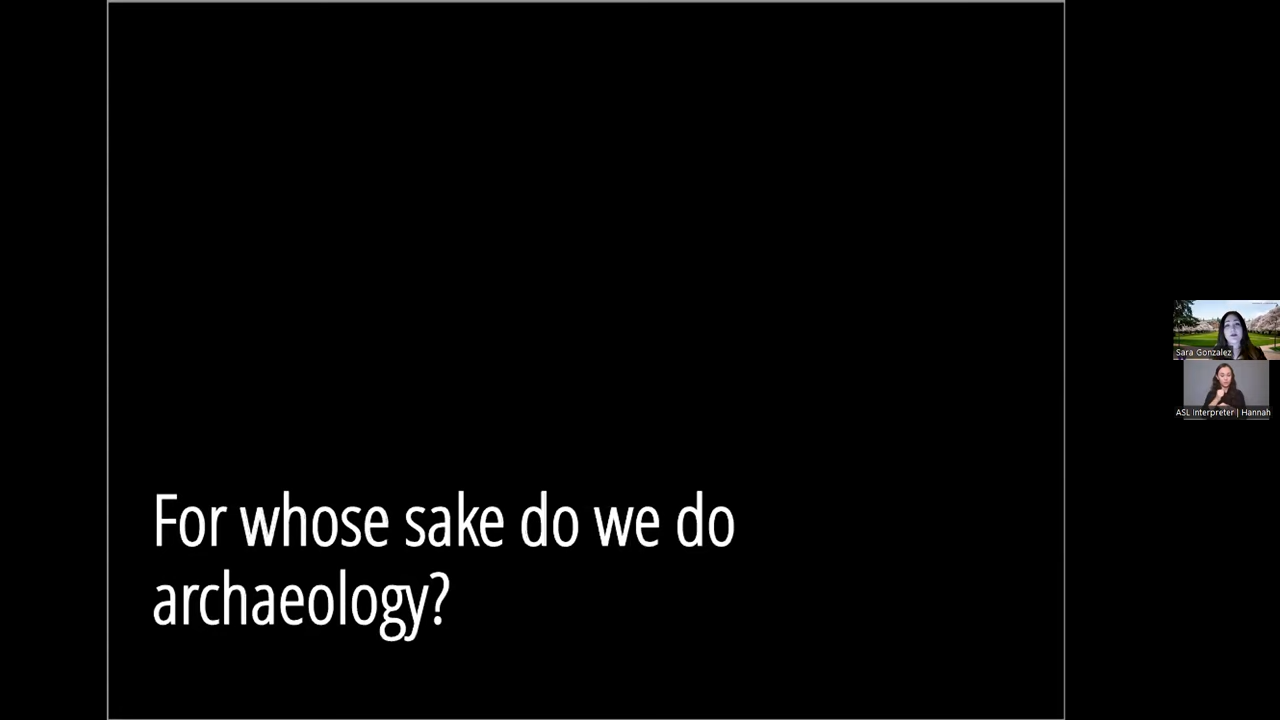 For whose sake do we do
archaeology?
Sara Gonzalez
ASL Interpreter | Hannah